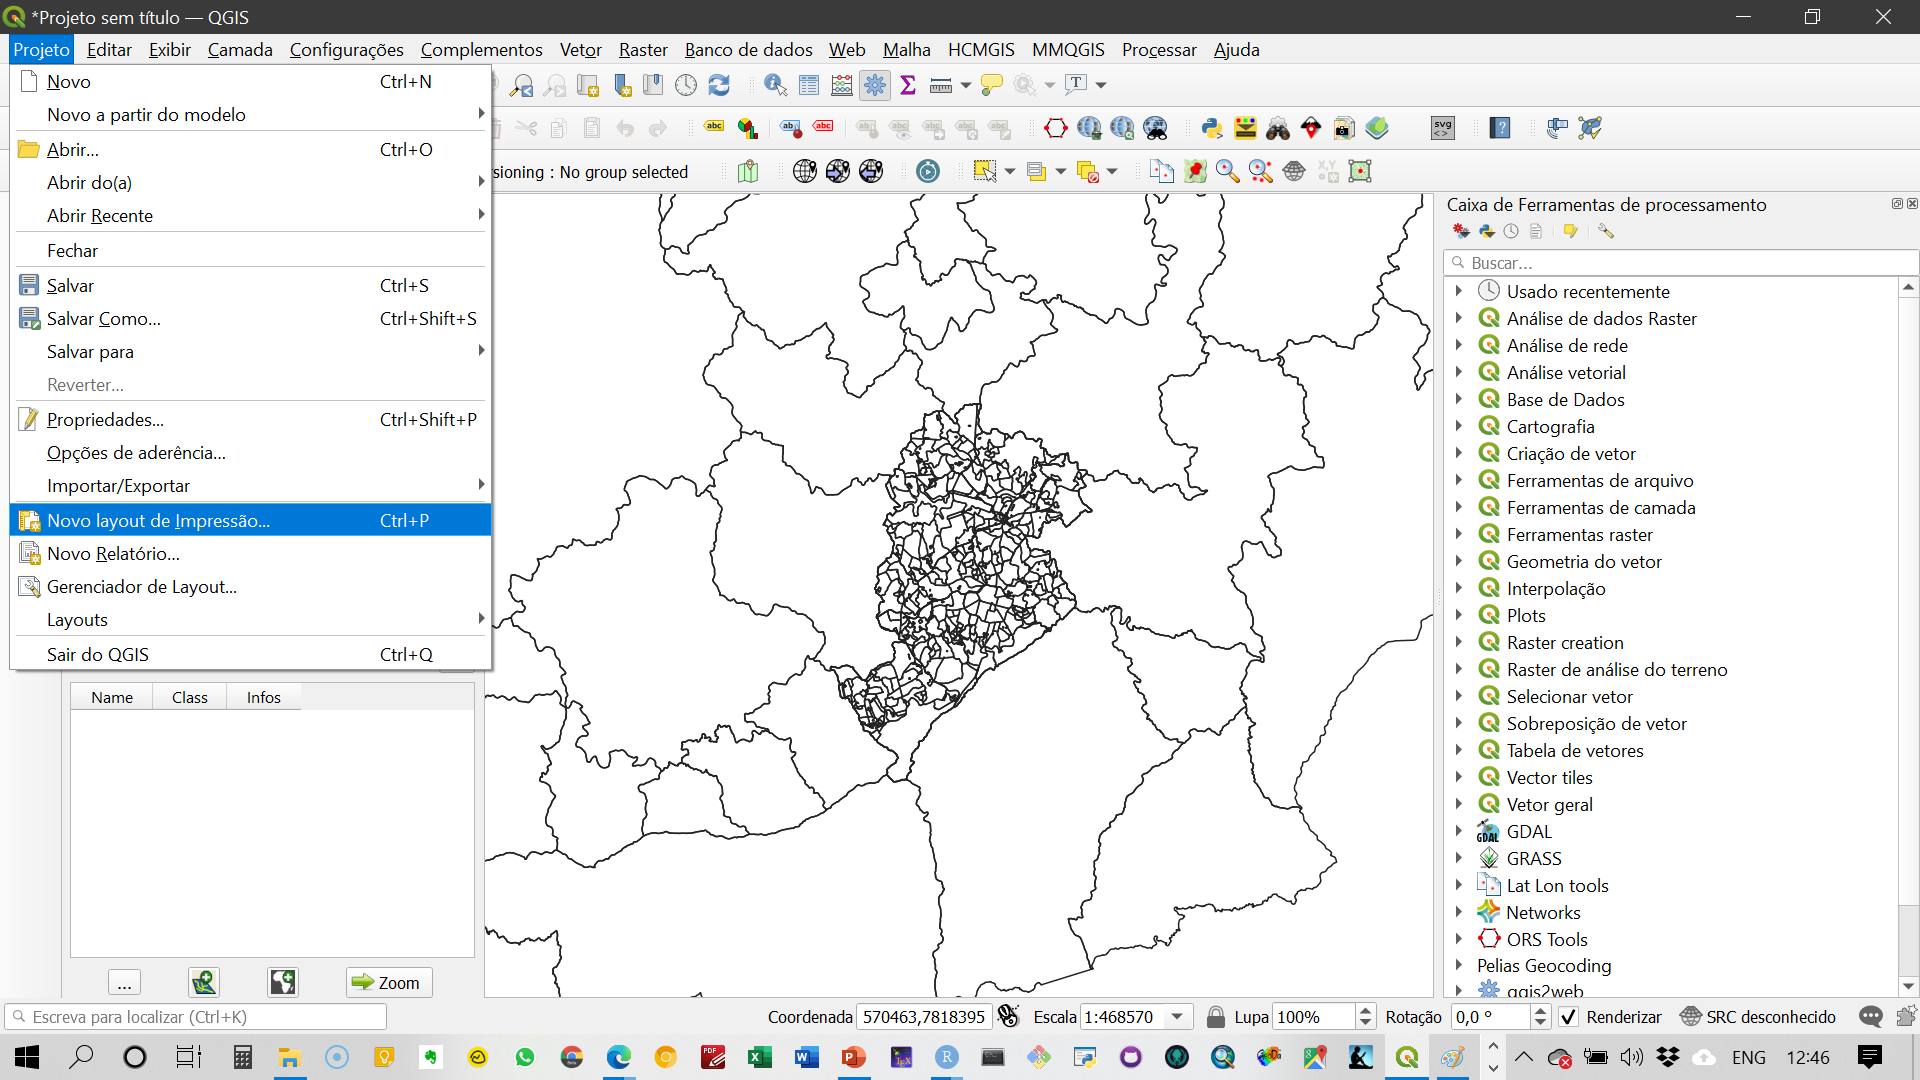 *Projeto sem título — QGIS
Projeto Editar Exibir Camada Configurações Complementos Vetor Raster Banco de dados Web Malha HCMGIS MMQGIS Processar Ajuda
Novo Ctrl+N
Novo a partir do modelo
Abrir... Ctrl+O
Abrir do(a)
Abrir Recente
Fechar
Salvar Ctrl+S
Salvar Como... Ctrl+Shift+S
Salvar para
Reverter...
Propriedades... Ctrl+Shift+P
Opções de aderência...
Importar/Exportar
Novo layout de Impressão... Ctrl+P
Novo Relatório...
Gerenciador de Layout...
Layouts
Sair do QGIS Ctrl+Q
sioning : No group selected
Name Class Infos
... Zoom
Caixa de Ferramentas de processamento
Buscar...
Usado recentemente
Análise de dados Raster
Análise de rede
Análise vetorial
Base de Dados
Cartografia
Criação de vetor
Ferramentas de arquivo
Ferramentas de camada
Ferramentas raster
Geometria do vetor
Interpolação
Plots
Raster creation
Raster de análise do terreno
Selecionar vetor
Sobreposição de vetor
Tabela de vetores
Vector tiles
Vetor geral
GDAL
GRASS
Lat Lon tools
Networks
ORS Tools
Pelias Geocoding
qgis2web
Escreva para localizar (Ctrl+K) Coordenada 570463,7818395 Escala 1:468570 Lupa 100% Rotação 0,0 ° Renderizar SRC desconhecido
ENG 12:46